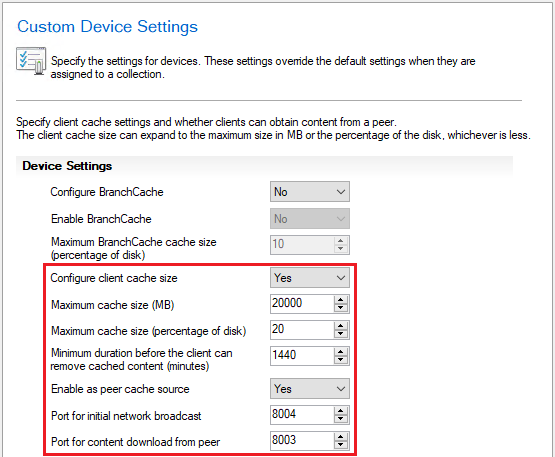 Custom Device Settings
Specify the settings for devices. These settings override the default settings when they are
assigned to a collection.
Specify client cache settings and whether clients can obtain content from a peer.
The client cache size can expand to the maximum size in MB or the percentage of the disk, whichever is less.
Device Settings
Configure BranchCache No
Enable BranchCache No
Maximum BranchCache cache size 10
(percentage of disk)
Configure client cache size Yes
Maximum cache size (MB) 20000
Maximum cache size (percentage of disk) 20
Minimum duration before the client can 1440
remove cached content (minutes)
Enable as peer cache source Yes
Port for initial network broadcast 8004
Port for content download from peer 8003